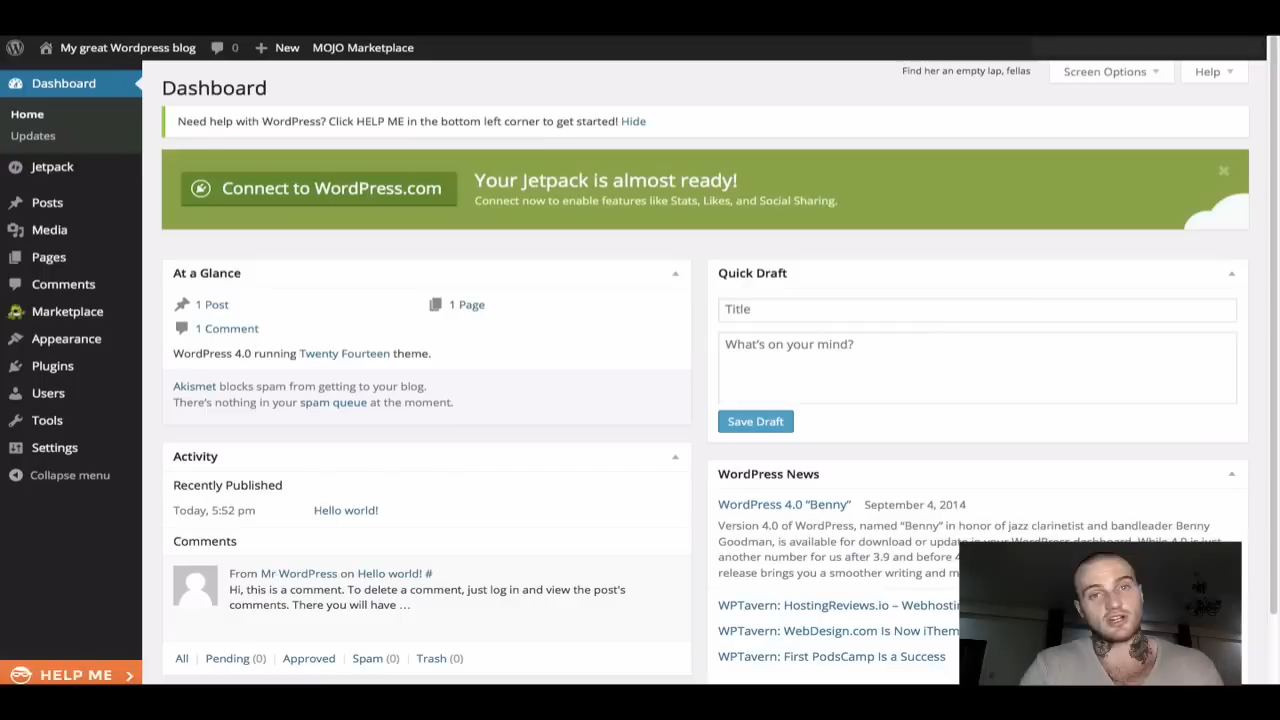 My great Wordpress blog 0 New MOJO Marketplace
Dashboard
Home
Updates
Jetpack
Posts
Media
Pages
Comments
Marketplace
Appearance
Plugins
Users
Tools
Settings
Collapse menu
HELP ME
Find her an empty lap, fellas Screen Options Help
Dashboard
Need help with WordPress? Click HELP ME in the bottom left corner to get started! Hide
Connect to WordPress.com
Your Jetpack is almost ready!
Connect now to enable features like Stats, Likes, and Social Sharing.
At a Glance
1 Post 1 Page
1 Comment
WordPress 4.0 running Twenty Fourteen theme.
Akismet blocks spam from getting to your blog.
There's nothing in your spam queue at the moment.
Activity
Recently Published
Today, 5:52 pm Hello world!
Comments
From Mr WordPress on Hello world! #
Hi, this is a comment. To delete a comment, just log in and view the post's
comments. There you will have …
All | Pending (0) | Approved | Spam (0) | Trash (0)
Quick Draft
Title
What's on your mind?
Save Draft
WordPress News
WordPress 4.0 “Benny” September 4, 2014
Version 4.0 of WordPress, named “Benny” in honor of jazz clarinetist and bandleader Benny
Goodman, is available for download or update in your WordPress dashboard. While 4.0 is just
another number for us after 3.9 and before 4
release brings you a smoother writing and m
WPTavern: HostingReviews.io – Webhosti
WPTavern: WebDesign.com Is Now iThem
WPTavern: First PodsCamp Is a Success